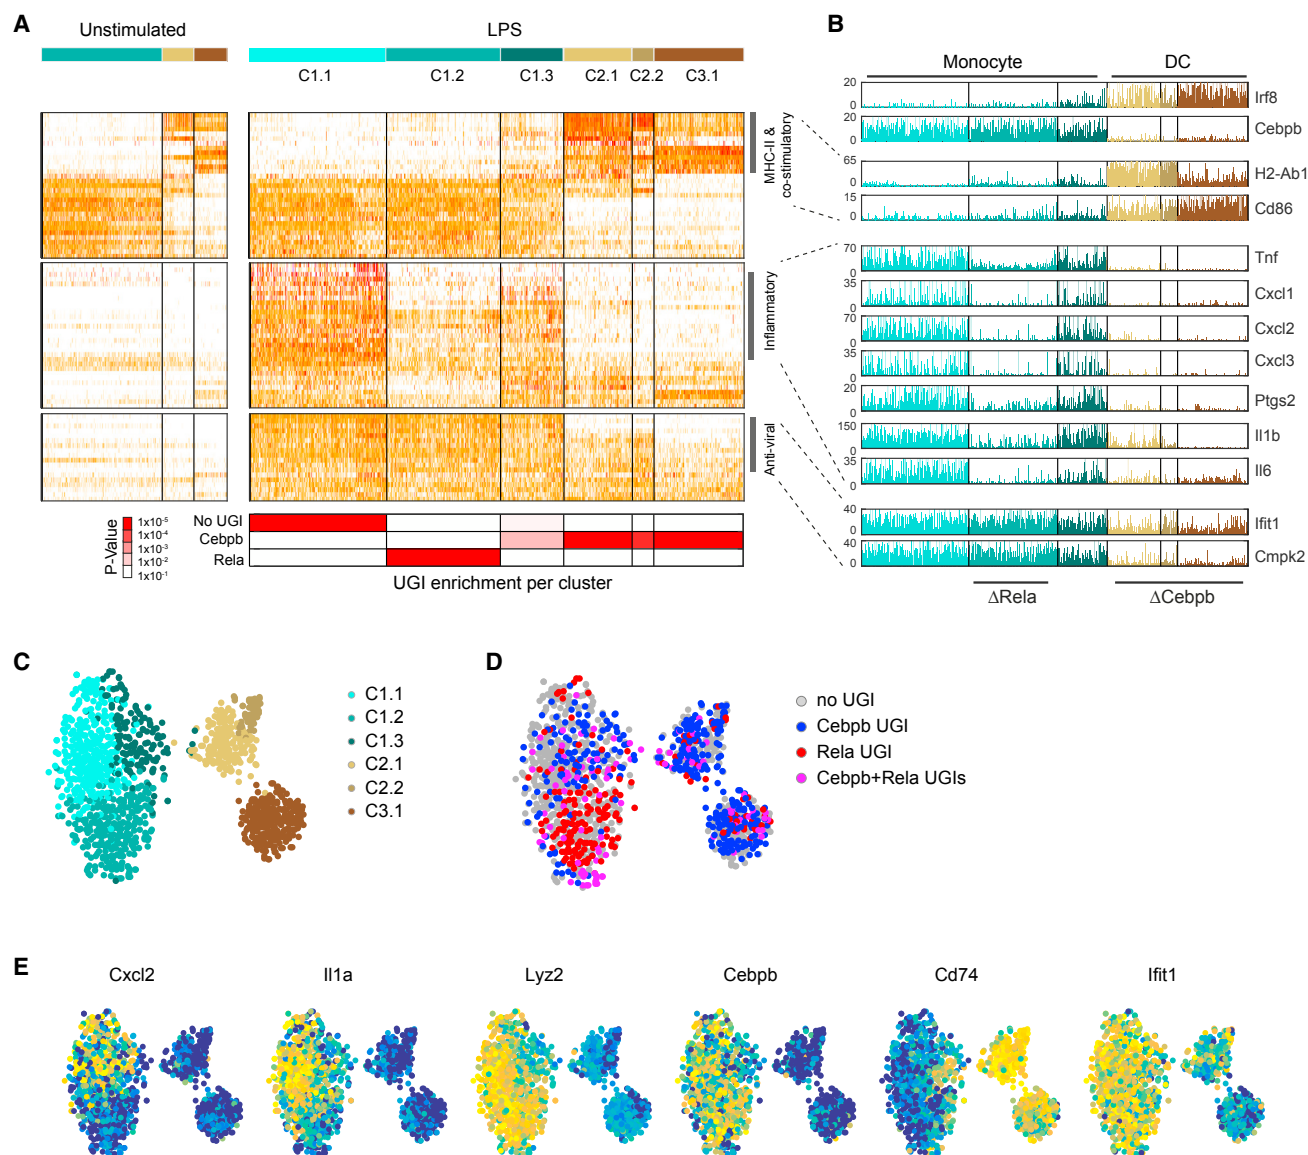 A
Unstimulated
LPS
C1.1
C1.2
C1.3
C2.1
C2.2
C3.1
MHC-II &
co-stimulatory
Inflammatory
Anti-viral
P-Value
1x10-5
1x10-4
1x10-3
1x10-2
1x10-1
No UGI
Cebpb
Rela
UGI enrichment per cluster
B
Monocyte
DC
20
0
Irf8
20
0
Cebpb
65
0
H2-Ab1
15
0
Cd86
70
0
Tnf
35
0
Cxcl1
70
0
Cxcl2
35
0
Cxcl3
20
0
Ptgs2
150
0
Il1b
35
0
Il6
40
0
Ifit1
40
0
Cmpk2
ΔRela
ΔCebpb
C
C1.1
C1.2
C1.3
C2.1
C2.2
C3.1
D
no UGI
Cebpb UGI
Rela UGI
Cebpb+Rela UGIs
E
Cxcl2
Il1a
Lyz2
Cebpb
Cd74
Ifit1